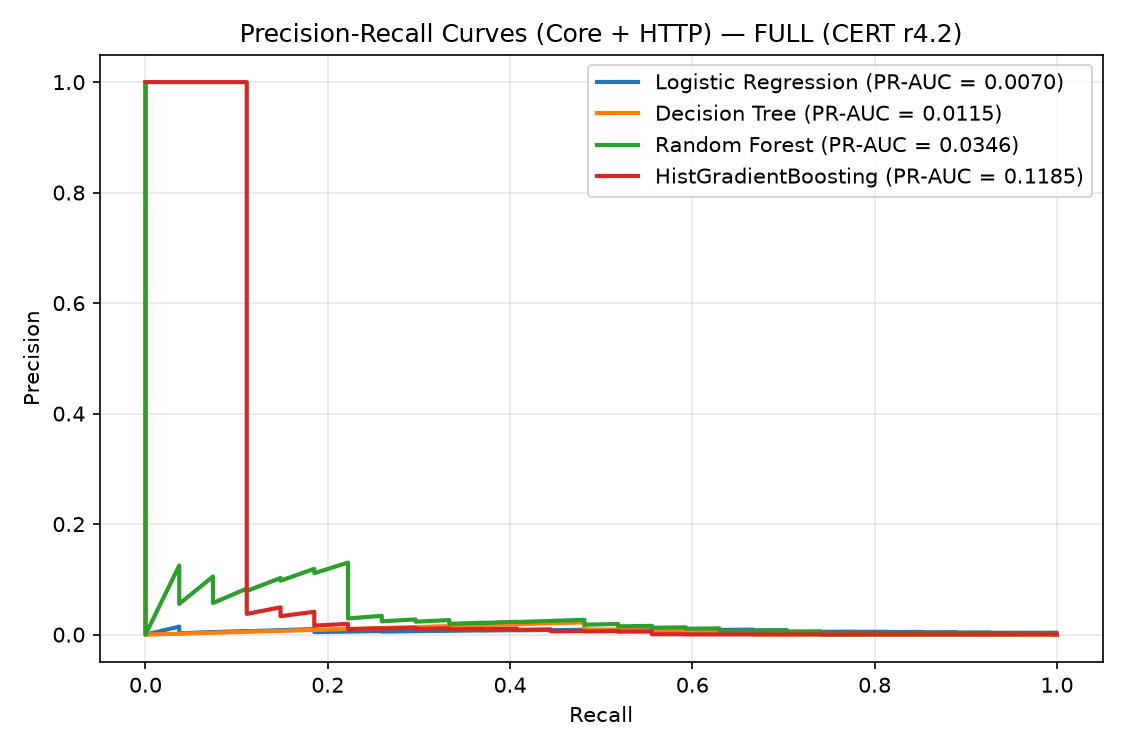 Precision-Recall Curves (Core + HTTP) — FULL (CERT r4.2)
Logistic Regression (PR-AUC = 0.0070)
Decision Tree (PR-AUC = 0.0115)
Random Forest (PR-AUC = 0.0346)
HistGradientBoosting (PR-AUC = 0.1185)
Precision
1.0
0.8
0.6
0.4
0.2
0.0
0.0 0.2 0.4 0.6 0.8 1.0
Recall